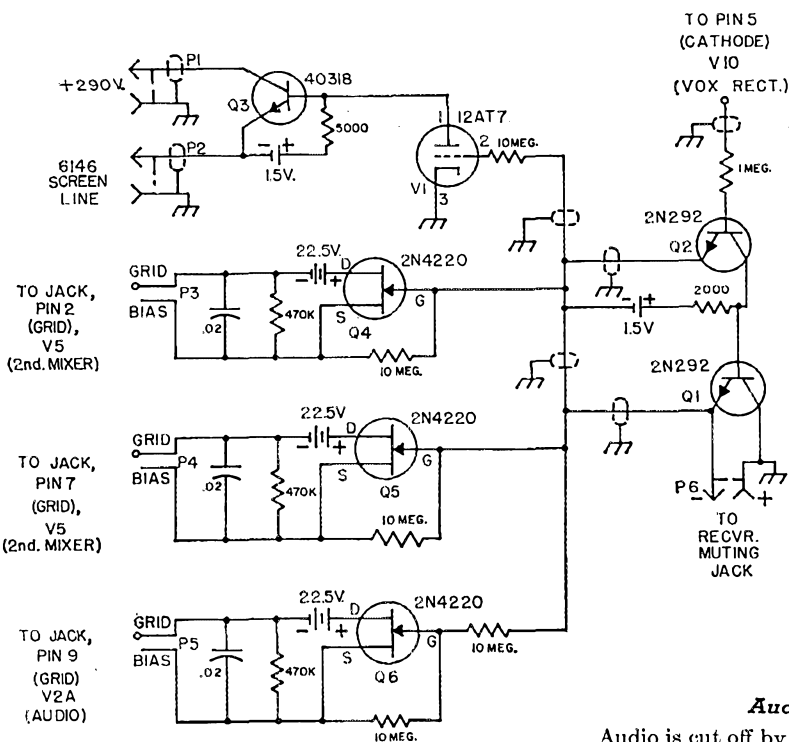 TO PIN 5
(CATHODE)
V10
(VOX RECT.)
P1
+290V.
40318
Q3
5000
1
12AT7
2
10MEG.
V1
3
P2
6146
SCREEN
LINE
- +
1.5V.
1 MEG.
2N292
Q2
22.5V.
- +
D
2N4220
G
S
Q4
GRID
P3
BIAS
.02
470K
10 MEG.
TO JACK,
PIN 2
(GRID),
V5
(2nd. MIXER)
- +
1.5V
2000
2N292
Q1
P6
- +
TO
RECVR.
MUTING
JACK
22.5V
- +
D
2N4220
G
S
Q5
GRID
P4
BIAS
.02
470K
10 MEG.
TO JACK,
PIN 7
(GRID),
V5
(2nd. MIXER)
22.5V.
- +
D
2N4220
G
S
Q6
10 MEG.
GRID
P5
BIAS
.02
470K
10 MEG.
TO JACK,
PIN 9
(GRID)
V2A
(AUDIO)
Aud
Audio is cut off by